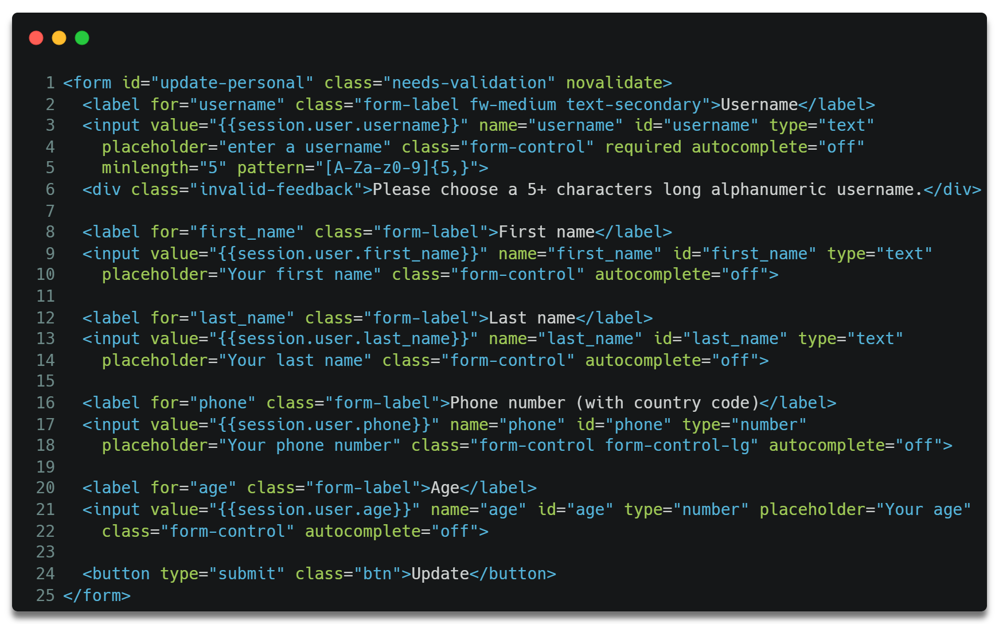 1 <form id="update-personal" class="needs-validation" novalidate>
2   <label for="username" class="form-label fw-medium text-secondary">Username</label>
3   <input value="{{session.user.username}}" name="username" id="username" type="text"
4     placeholder="enter a username" class="form-control" required autocomplete="off"
5     minlength="5" pattern="[A-Za-z0-9]{5,}">
6   <div class="invalid-feedback">Please choose a 5+ characters long alphanumeric username.</div>
7
8   <label for="first_name" class="form-label">First name</label>
9   <input value="{{session.user.first_name}}" name="first_name" id="first_name" type="text"
10     placeholder="Your first name" class="form-control" autocomplete="off">
11
12   <label for="last_name" class="form-label">Last name</label>
13   <input value="{{session.user.last_name}}" name="last_name" id="last_name" type="text"
14     placeholder="Your last name" class="form-control" autocomplete="off">
15
16   <label for="phone" class="form-label">Phone number (with country code)</label>
17   <input value="{{session.user.phone}}" name="phone" id="phone" type="number"
18     placeholder="Your phone number" class="form-control form-control-lg" autocomplete="off">
19
20   <label for="age" class="form-label">Age</label>
21   <input value="{{session.user.age}}" name="age" id="age" type="number" placeholder="Your age"
22     class="form-control" autocomplete="off">
23
24   <button type="submit" class="btn">Update</button>
25 </form>